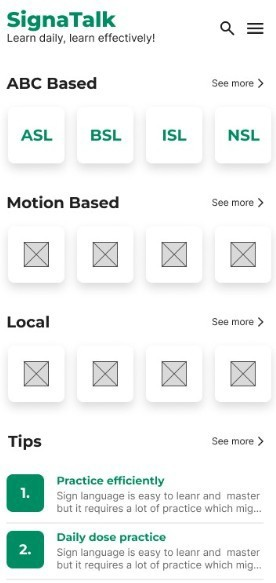 SignaTalk
Learn daily, learn effectively!
ABC Based
See more
ASL
BSL
ISL
NSL
Motion Based
See more
Local
See more
Tips
See more
1.
Practice efficiently
Sign language is easy to leanr and master
but it requires a lot of practice which mig...
2.
Daily dose practice
Sign language is easy to leanr and master
but it requires a lot of practice which mig...